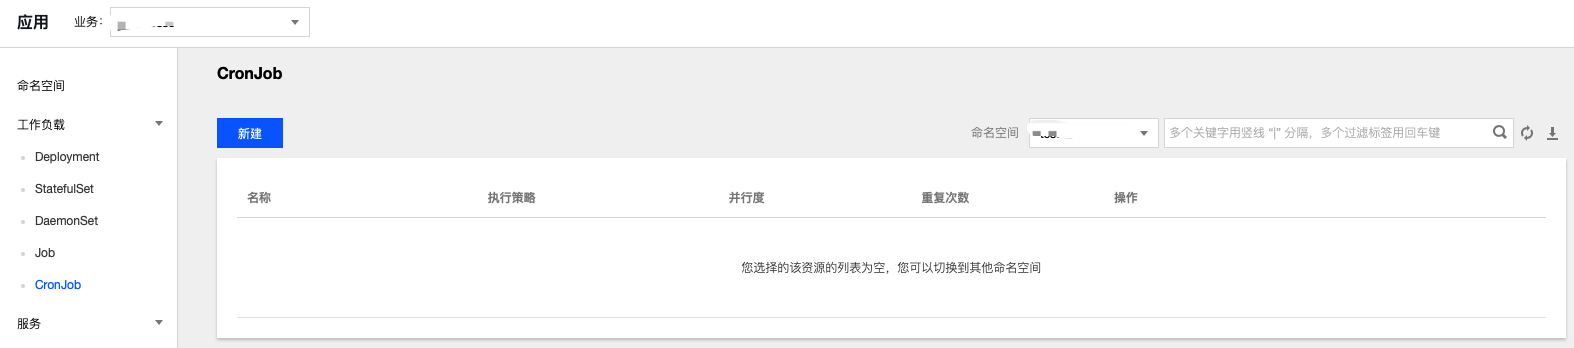 应用
业务：
命名空间
工作负载
Deployment
StatefulSet
DaemonSet
Job
CronJob
服务
CronJob
新建
命名空间
多个关键字用竖线 “|” 分隔，多个过滤标签用回车键
名称 执行策略 并行度 重复次数 操作
您选择的该资源的列表为空，您可以切换到其他命名空间